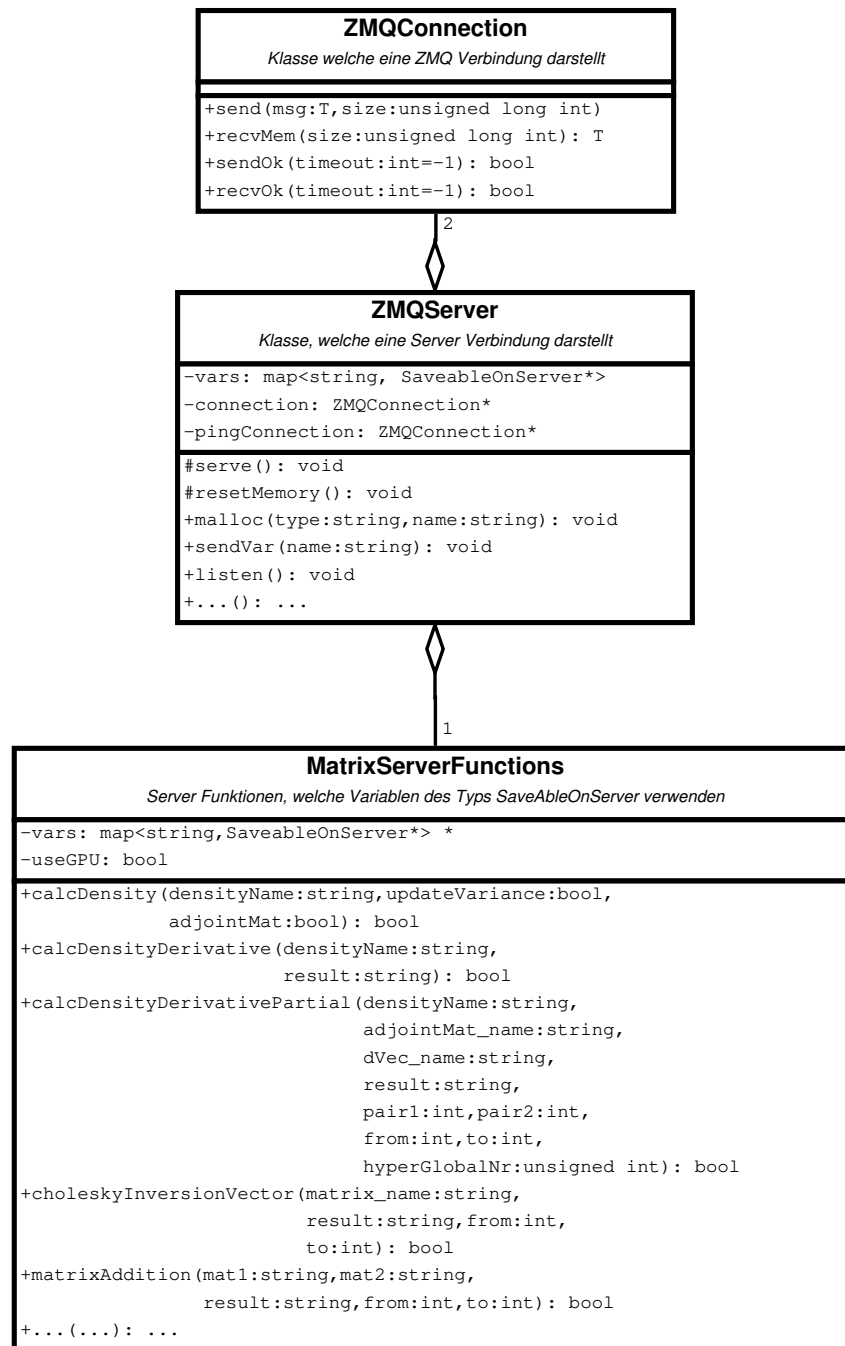 ZMQConnection
Klasse welche eine ZMQ Verbindung darstellt
+send(msg:T,size:unsigned long int)
+recvMem(size:unsigned long int): T
+sendOk(timeout:int=-1): bool
+recvOk(timeout:int=-1): bool
2
ZMQServer
Klasse, welche eine Server Verbindung darstellt
-vars: map<string, SaveableOnServer*>
-connection: ZMQConnection*
-pingConnection: ZMQConnection*
#serve(): void
#resetMemory(): void
+malloc(type:string,name:string): void
+sendVar(name:string): void
+listen(): void
+...(): ...
1
MatrixServerFunctions
Server Funktionen, welche Variablen des Typs SaveAbleOnServer verwenden
-vars: map<string,SaveableOnServer*> *
-useGPU: bool
+calcDensity(densityName:string,updateVariance:bool,
adjointMat:bool): bool
+calcDensityDerivative(densityName:string,
result:string): bool
+calcDensityDerivativePartial(densityName:string,
adjointMat_name:string,
dVec_name:string,
result:string,
pair1:int,pair2:int,
from:int,to:int,
hyperGlobalNr:unsigned int): bool
+choleskyInversionVector(matrix_name:string,
result:string,from:int,
to:int): bool
+matrixAddition(mat1:string,mat2:string,
result:string,from:int,to:int): bool
+...(...): ...